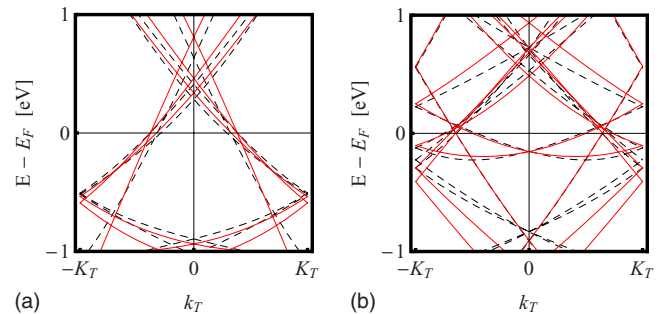 1
0
−1
E − E_F [eV]
−K_T 0 K_T
(a) k_T
1
0
−1
E − E_F [eV]
−K_T 0 K_T
(b) k_T